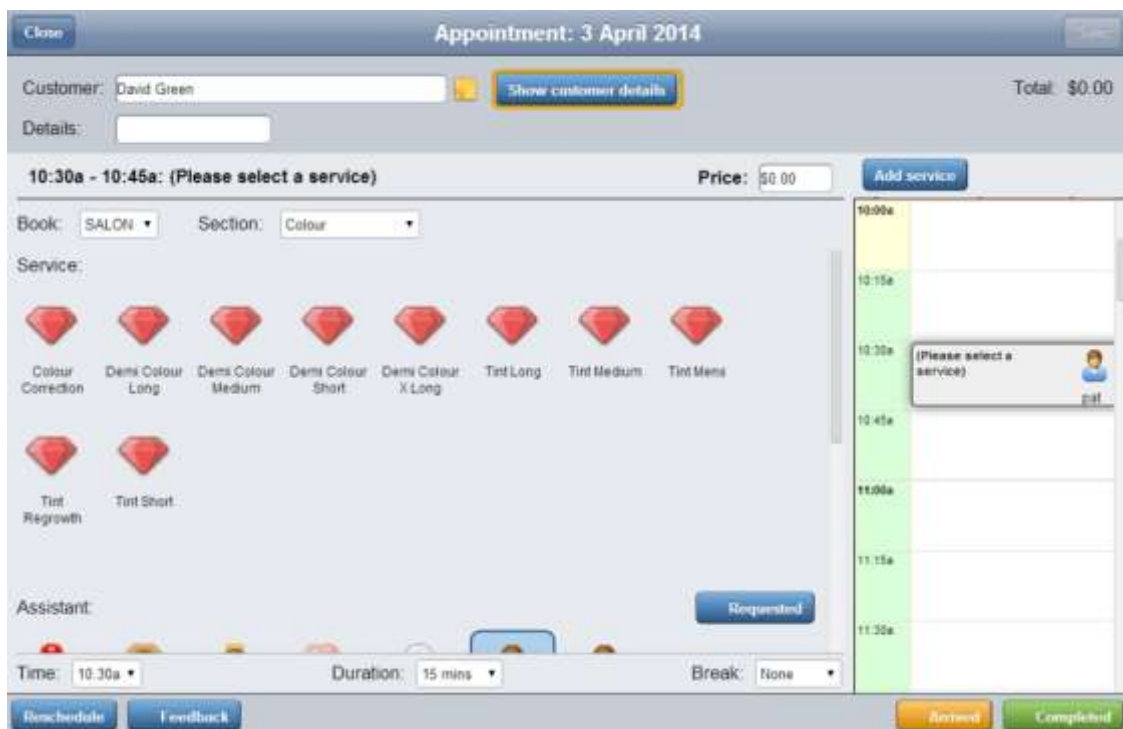 Close
Appointment: 3 April 2014
Save
Customer: David Green
Show customer details
Total: $0.00
Details:
10:30a - 10:45a: (Please select a service)
Price: $0.00
Add service
Book: SALON
Section: Colour
Service:
Colour Correction
Demi Colour Long
Demi Colour Medium
Demi Colour Short
Demi Colour X Long
Tint Long
Tint Medium
Tint Mens
Tint Regrowth
Tint Short
Assistant:
Requested
Time: 10.30a
Duration: 15 mins
Break: None
10:00a
10:15a
10:30a
(Please select a
service)
pat
10:45a
11:00a
11:15a
11:30a
Reschedule
Feedback
Arrived
Completed